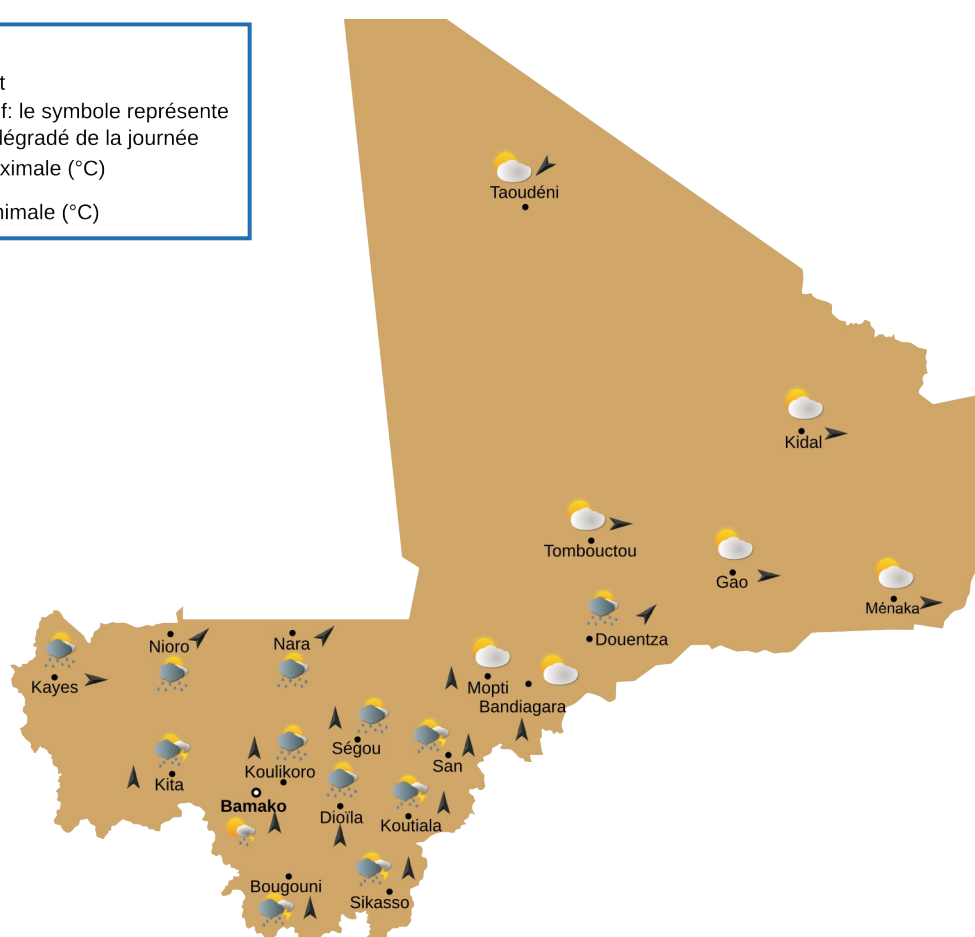 t
f: le symbole représente
dégradé de la journée
ximale (°C)
nimale (°C)
Taoudéni
Kidal
Tombouctou
Gao
Ménaka
Douentza
Nioro
Nara
Kayes
Mopti
Bandiagara
Ségou
San
Koulikoro
Kita
Bamako
Dioïla
Koutiala
Bougouni
Sikasso